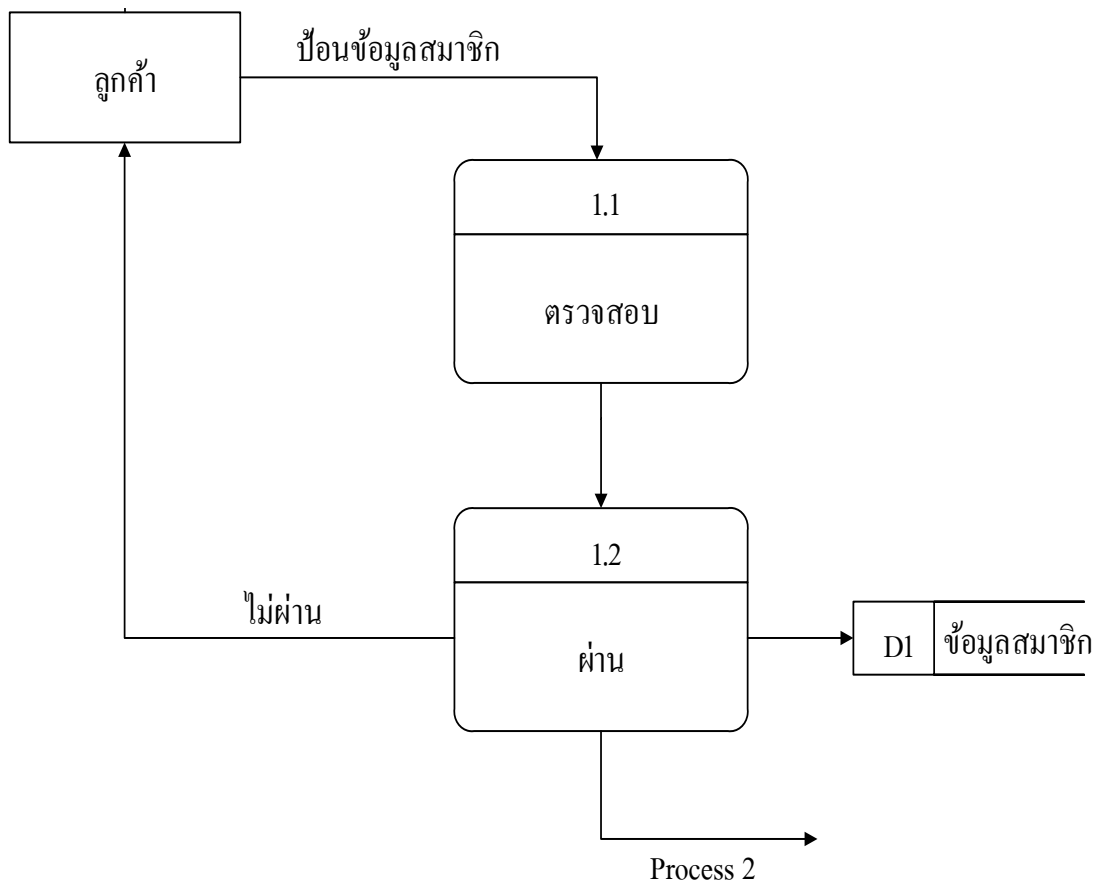 ป้อนข้อมูลสมาชิก
ลูกค้า
1.1
ตรวจสอบ
1.2
ไม่ผ่าน
ผ่าน
D1
ข้อมูลสมาชิก
Process 2